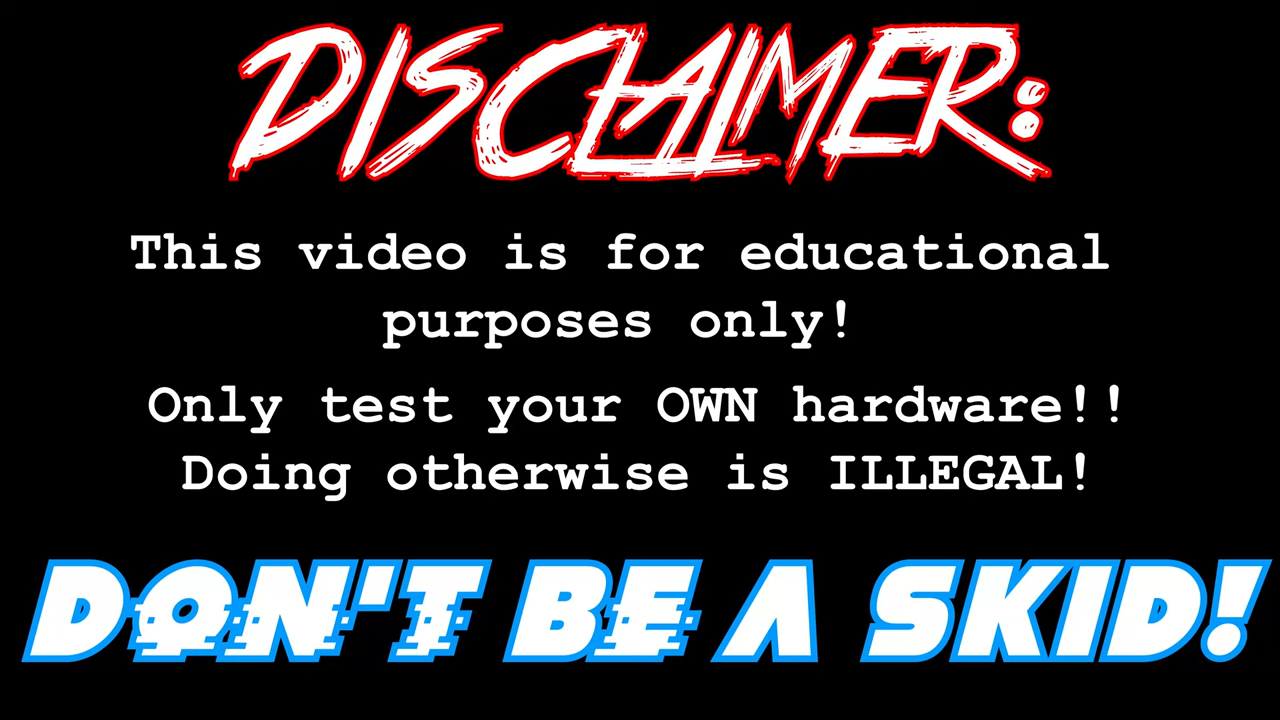 DISCLAIMER:
This video is for educational
purposes only!
Only test your OWN hardware!!
Doing otherwise is ILLEGAL!
DON'T BE A SKID!